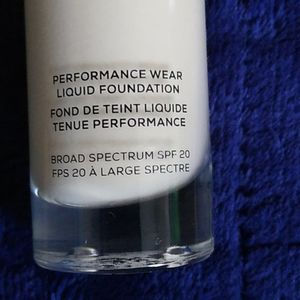 PERFORMANCE WEAR
LIQUID FOUNDATION
FOND DE TEINT LIQUIDE
TENUE PERFORMANCE
BROAD SPECTRUM SPF 20
FPS 20 À LARGE SPECTRE